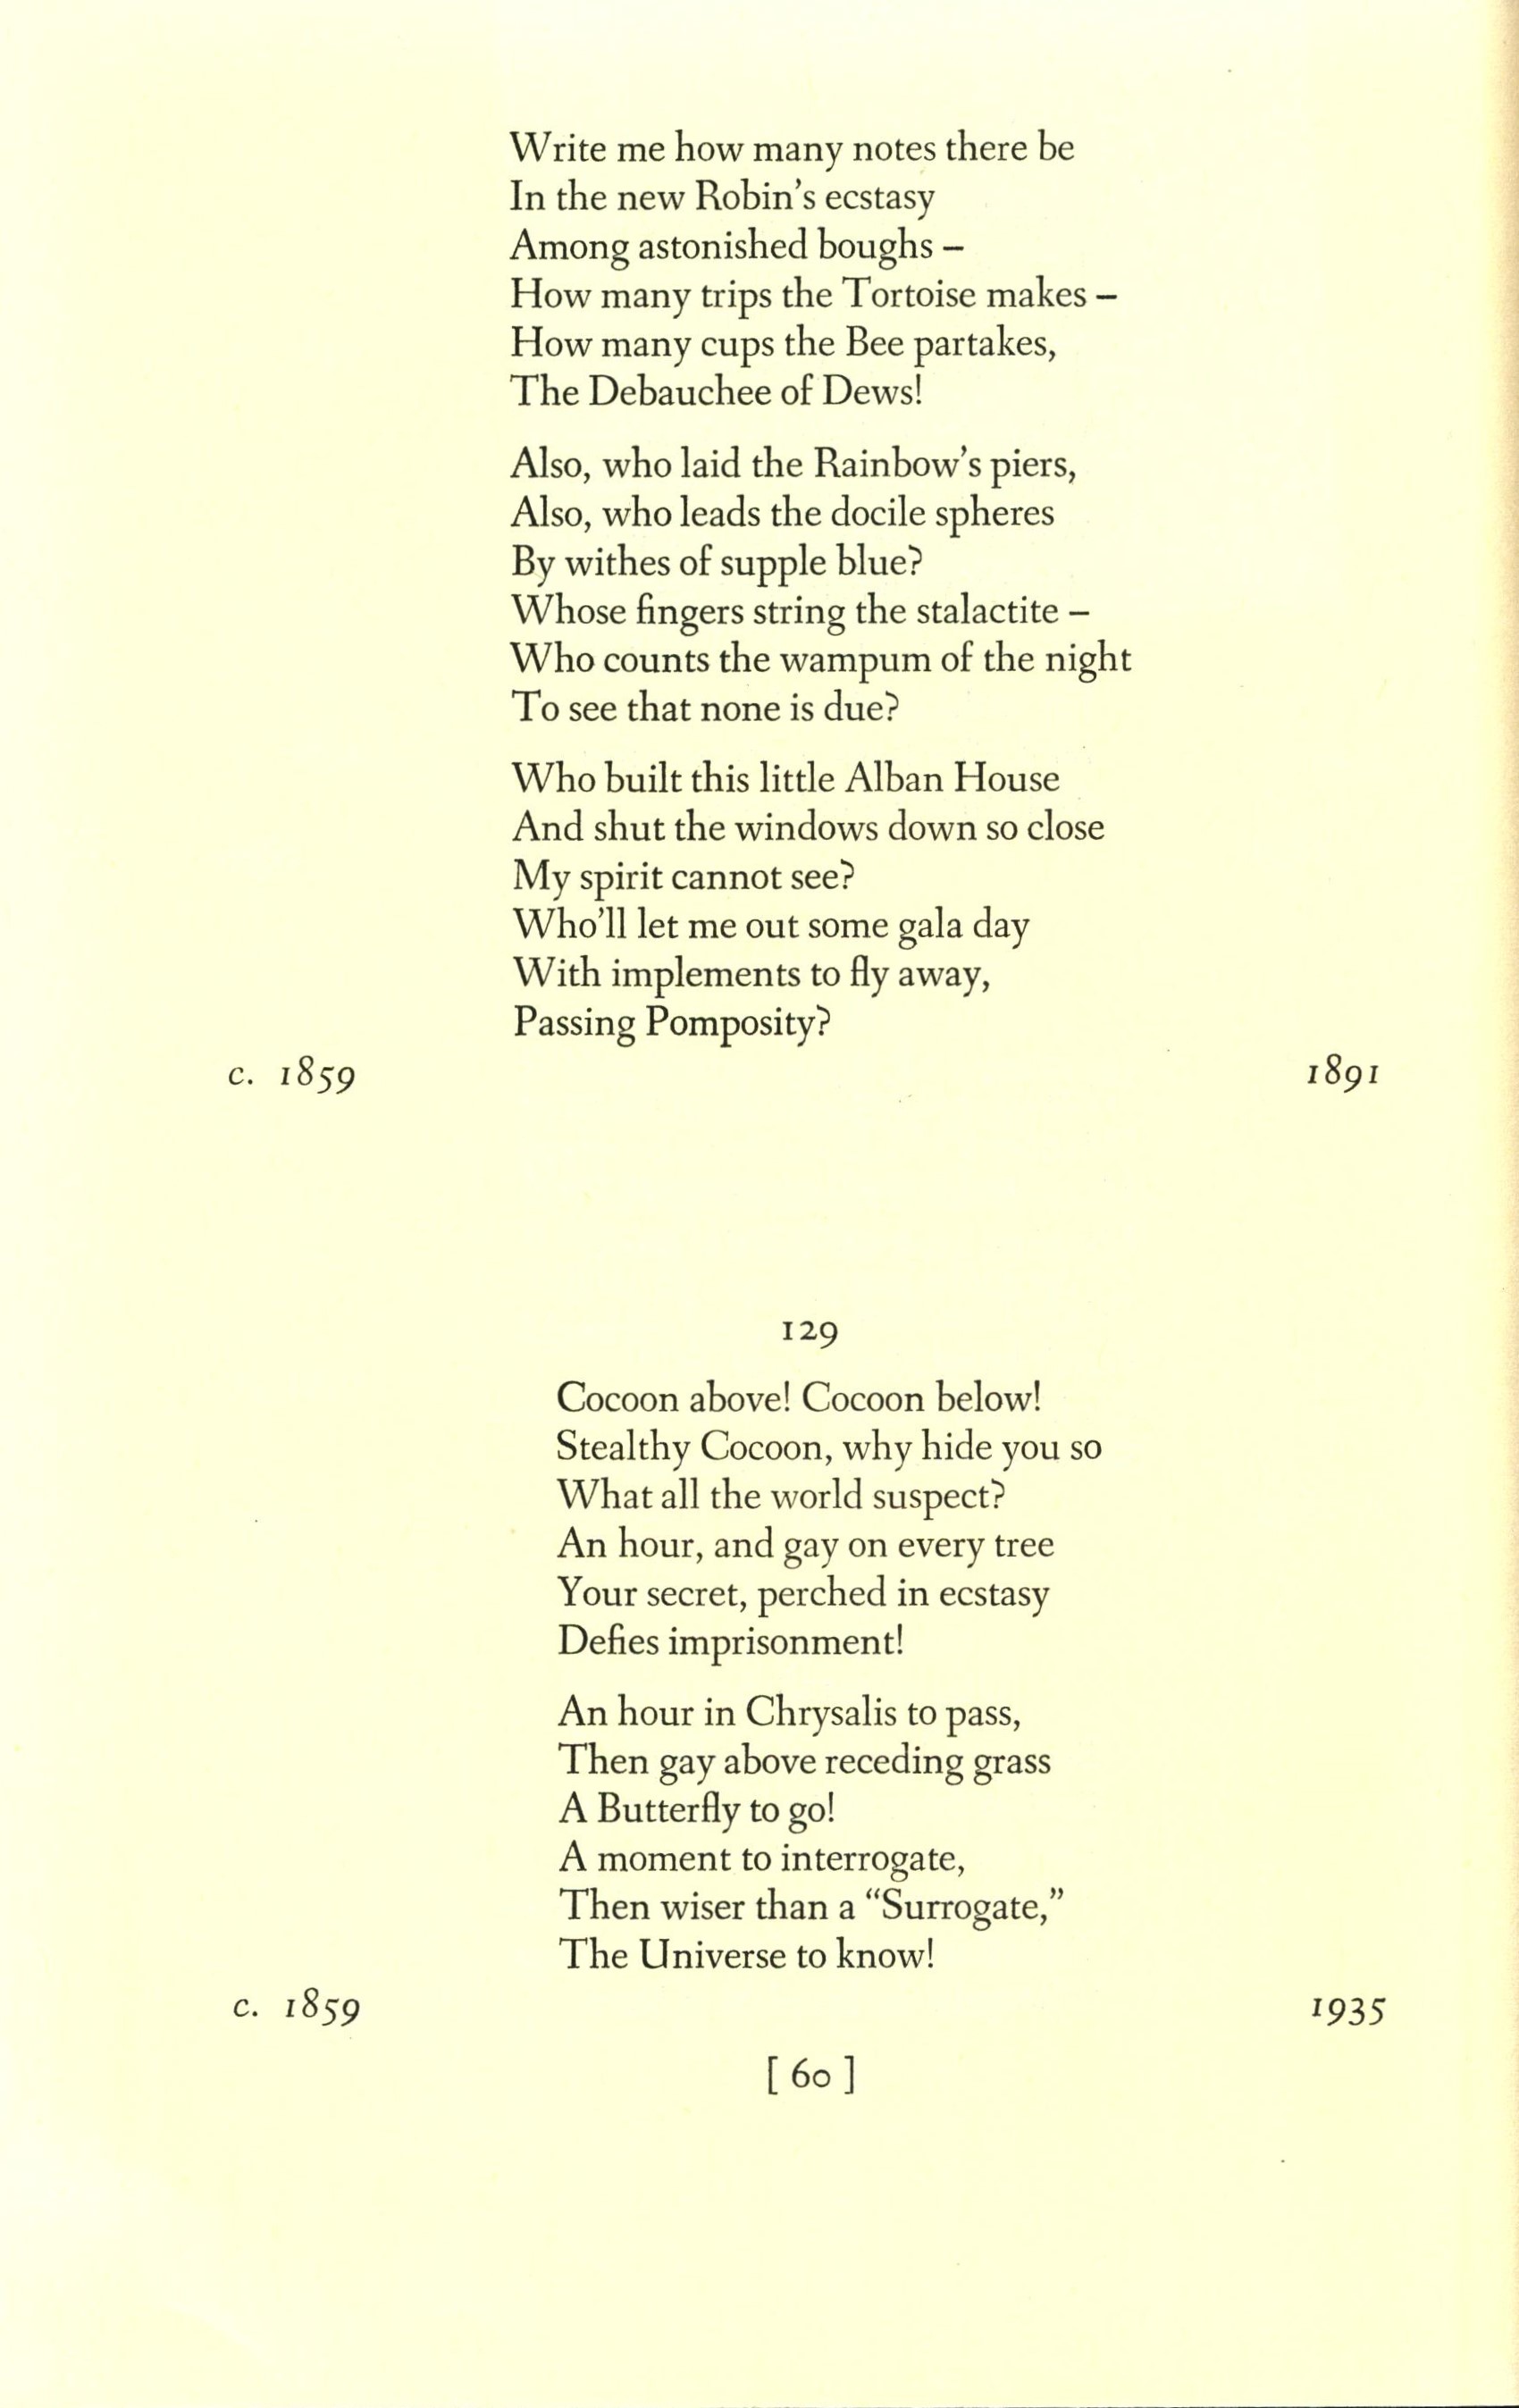 Write me how many notes there be
In the new Robin's ecstasy
Among astonished boughs –
How many trips the Tortoise makes –
How many cups the Bee partakes,
The Debauchee of Dews!
Also, who laid the Rainbow's piers,
Also, who leads the docile spheres
By withes of supple blue?
Whose fingers string the stalactite –
Who counts the wampum of the night
To see that none is due?
Who built this little Alban House
And shut the windows down so close
My spirit cannot see?
Who'll let me out some gala day
With implements to fly away,
Passing Pomposity?
c. 1859 1891
129
Cocoon above! Cocoon below!
Stealthy Cocoon, why hide you so
What all the world suspect?
An hour, and gay on every tree
Your secret, perched in ecstasy
Defies imprisonment!
An hour in Chrysalis to pass,
Then gay above receding grass
A Butterfly to go!
A moment to interrogate,
Then wiser than a “Surrogate,”
The Universe to know!
c. 1859 1935
[ 60 ]